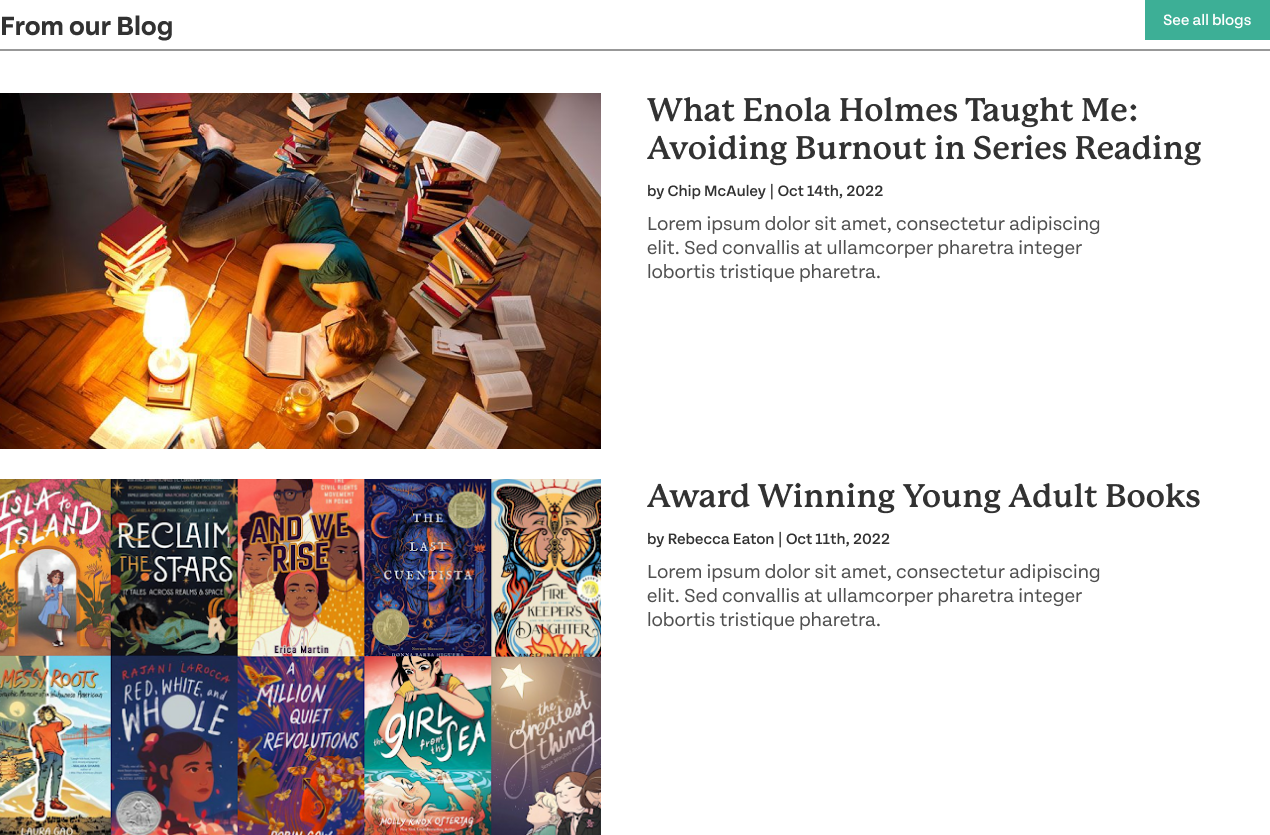 From our Blog
See all blogs
What Enola Holmes Taught Me:
Avoiding Burnout in Series Reading
by Chip McAuley | Oct 14th, 2022
Lorem ipsum dolor sit amet, consectetur adipiscing
elit. Sed convallis at ullamcorper pharetra integer
lobortis tristique pharetra.
ISLA to
ISLAND
RECLAIM
THE STARS
17 TALES ACROSS REALMS & SPACE
THE
CIVIL RIGHTS
MOVEMENT
IN POEMS
AND WE
RISE
Erica Martin
THE
LAST
CUENTISTA
DONNA BARBA HIGUERA
FIRE
KEEPER'S
DAUGHTER
Award Winning Young Adult Books
by Rebecca Eaton | Oct 11th, 2022
Lorem ipsum dolor sit amet, consectetur adipiscing
elit. Sed convallis at ullamcorper pharetra integer
lobortis tristique pharetra.
MESSY ROOTS
LAURA GAO
RAJANI LAROCCA
RED, WHITE, and
WHOLE
A
MILLION
QUIET
REVOLUTIONS
ROBIN GOW
the GIRL
from the SEA
MOLLY KNOX OSTERTAG
the
greatest
thing